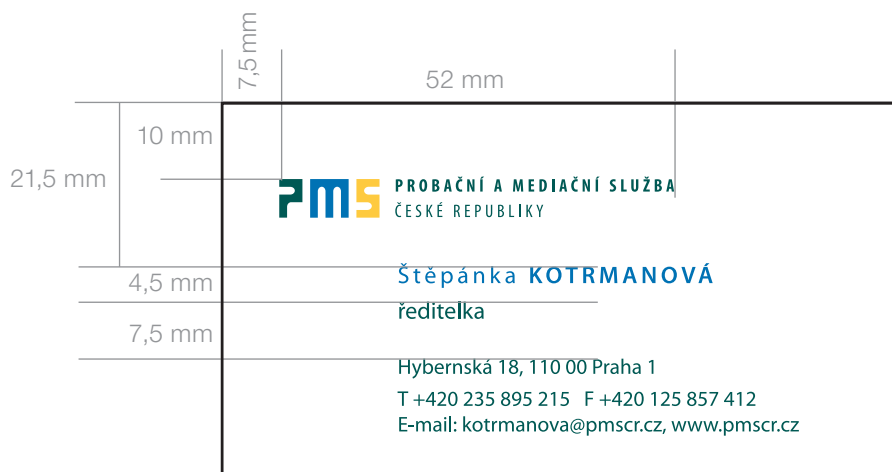 7,5 mm
52 mm
10 mm
21,5 mm
PMS PROBAČNÍ A MEDIAČNÍ SLUŽBA
ČESKÉ REPUBLIKY
Štěpánka KOTRMANOVÁ
4,5 mm
ředitelka
7,5 mm
Hybernská 18, 110 00 Praha 1
T +420 235 895 215 F +420 125 857 412
E-mail: kotrmanova@pmscr.cz, www.pmscr.cz